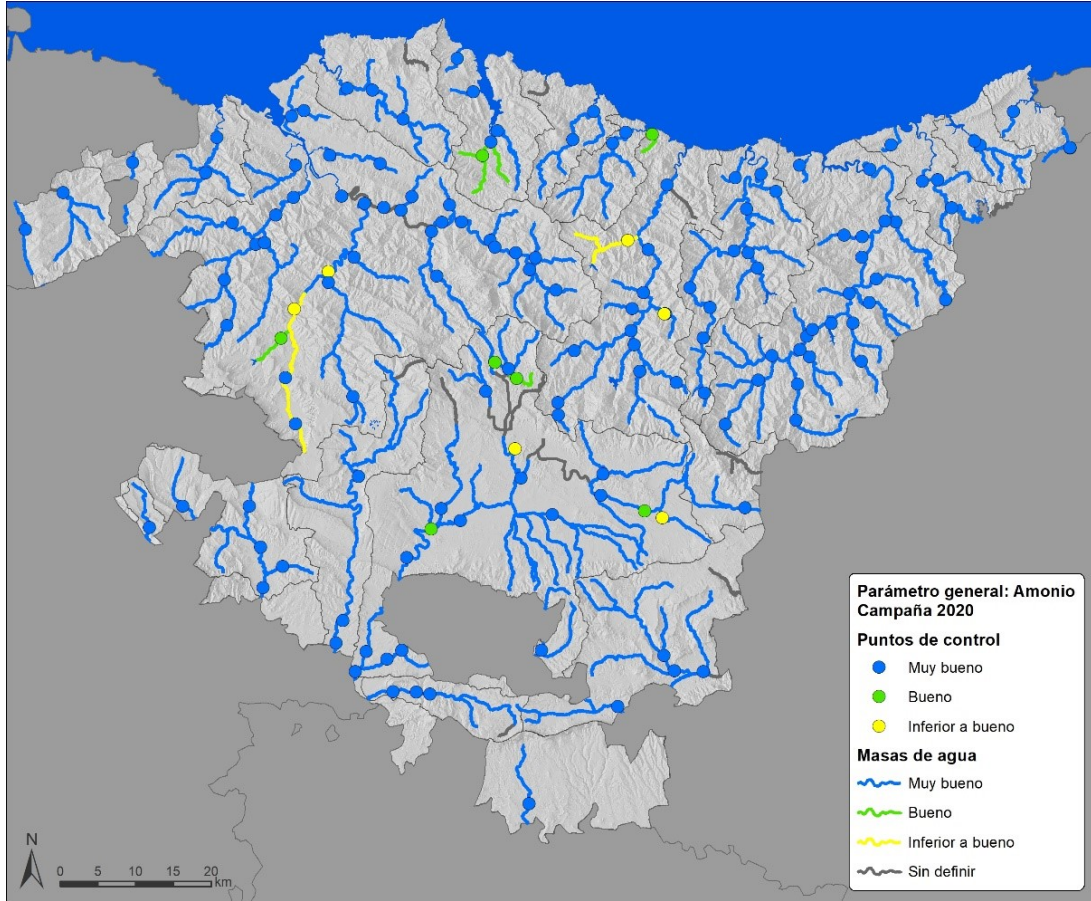 Parámetro general: Amonio
Campaña 2020
Puntos de control
Muy bueno
Bueno
Inferior a bueno
Masas de agua
Muy bueno
Bueno
Inferior a bueno
Sin definir
N
0 5 10 15 20
km